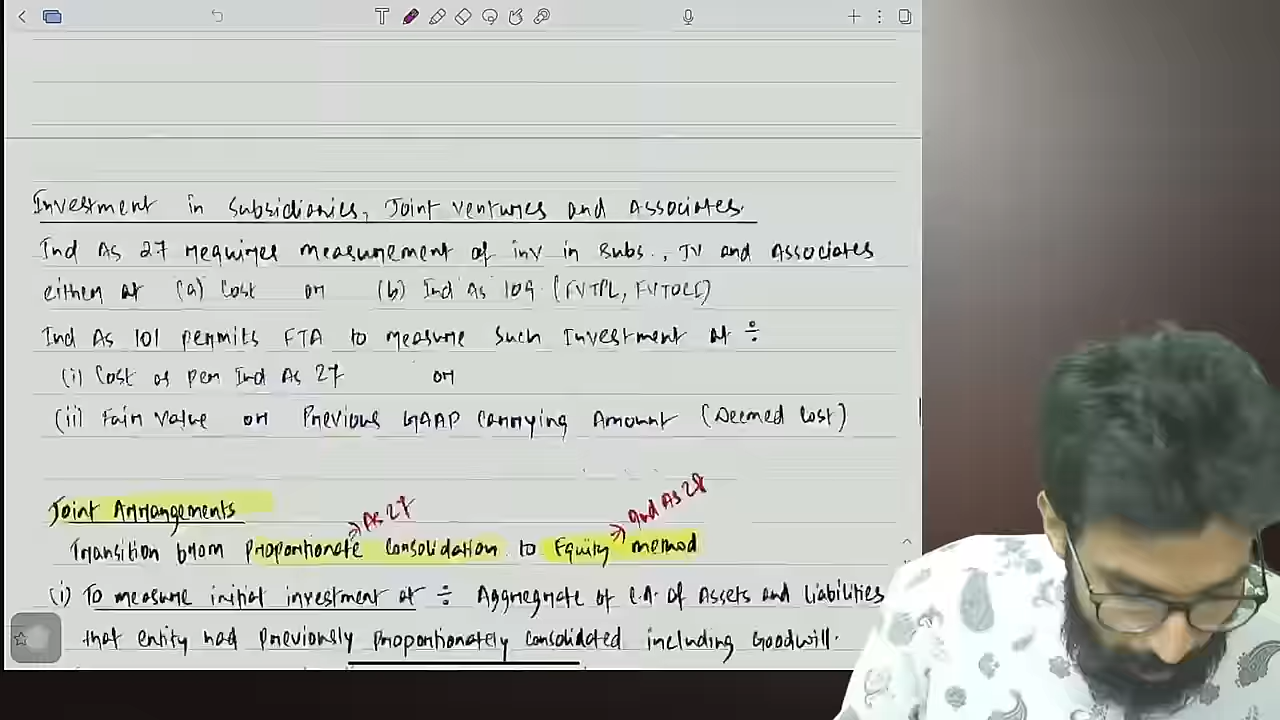 Investment in Subsidiaries, Joint Ventures and Associates.
Ind As 27 requires measurement of inv in Subs., JV and Associates
either at (a) Cost or (b) Ind As 109. (FVTPL, FVTOCI)
Ind As 101 permits FTA to measure Such Investment at ÷
(i) Cost as per Ind As 27 or
(ii) Fair Value or Previous GAAP Carrying Amount (Deemed Cost)
Joint Arrangements
→ As 27 → Ind As 28
Transition from Proportionate Consolidation to Equity method
(i) To measure initial investment at ÷ Aggregate of C.A. of Assets and Liabilities
that entity had previously proportionately consolidated including Goodwill.